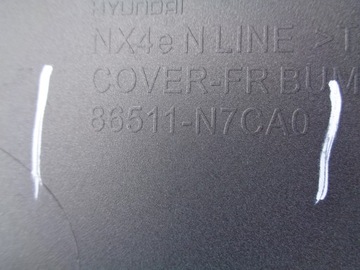 HYUNDAI
NX4e N LINE >T
COVER-FR BUM
86511-N7CA0